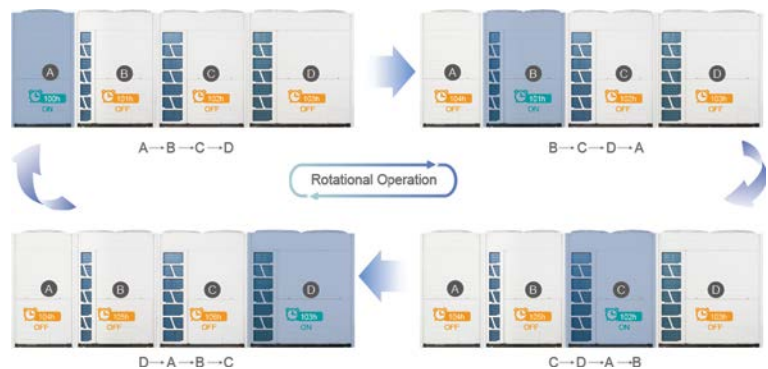 A B C D
100h 101h 102h 103h
ON OFF OFF OFF
A→B→C→D
A B C D
104h 101h 102h 103h
OFF ON OFF OFF
B→C→D→A
Rotational Operation
A B C D
104h 105h 106h 103h
OFF OFF OFF ON
D→A→B→C
A B C D
104h 105h 102h 103h
OFF OFF ON OFF
C→D→A→B